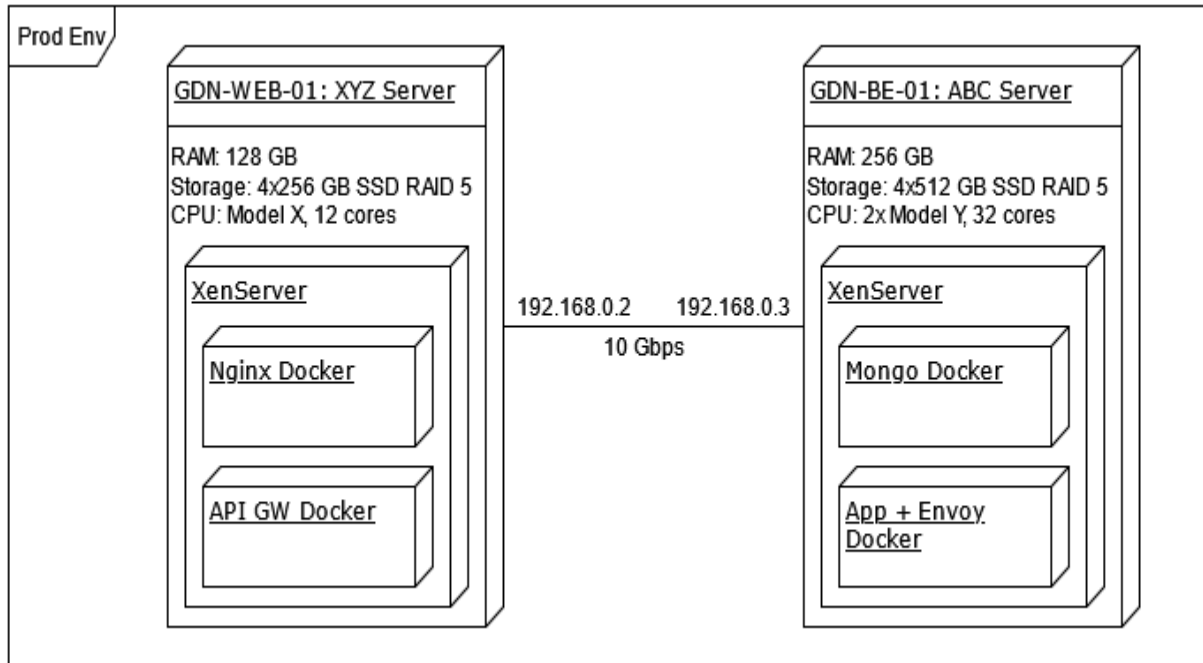 Prod Env
GDN-WEB-01: XYZ Server
RAM: 128 GB
Storage: 4x256 GB SSD RAID 5
CPU: Model X, 12 cores
XenServer
Nginx Docker
API GW Docker
192.168.0.2
192.168.0.3
10 Gbps
GDN-BE-01: ABC Server
RAM: 256 GB
Storage: 4x512 GB SSD RAID 5
CPU: 2x Model Y, 32 cores
XenServer
Mongo Docker
App + Envoy
Docker